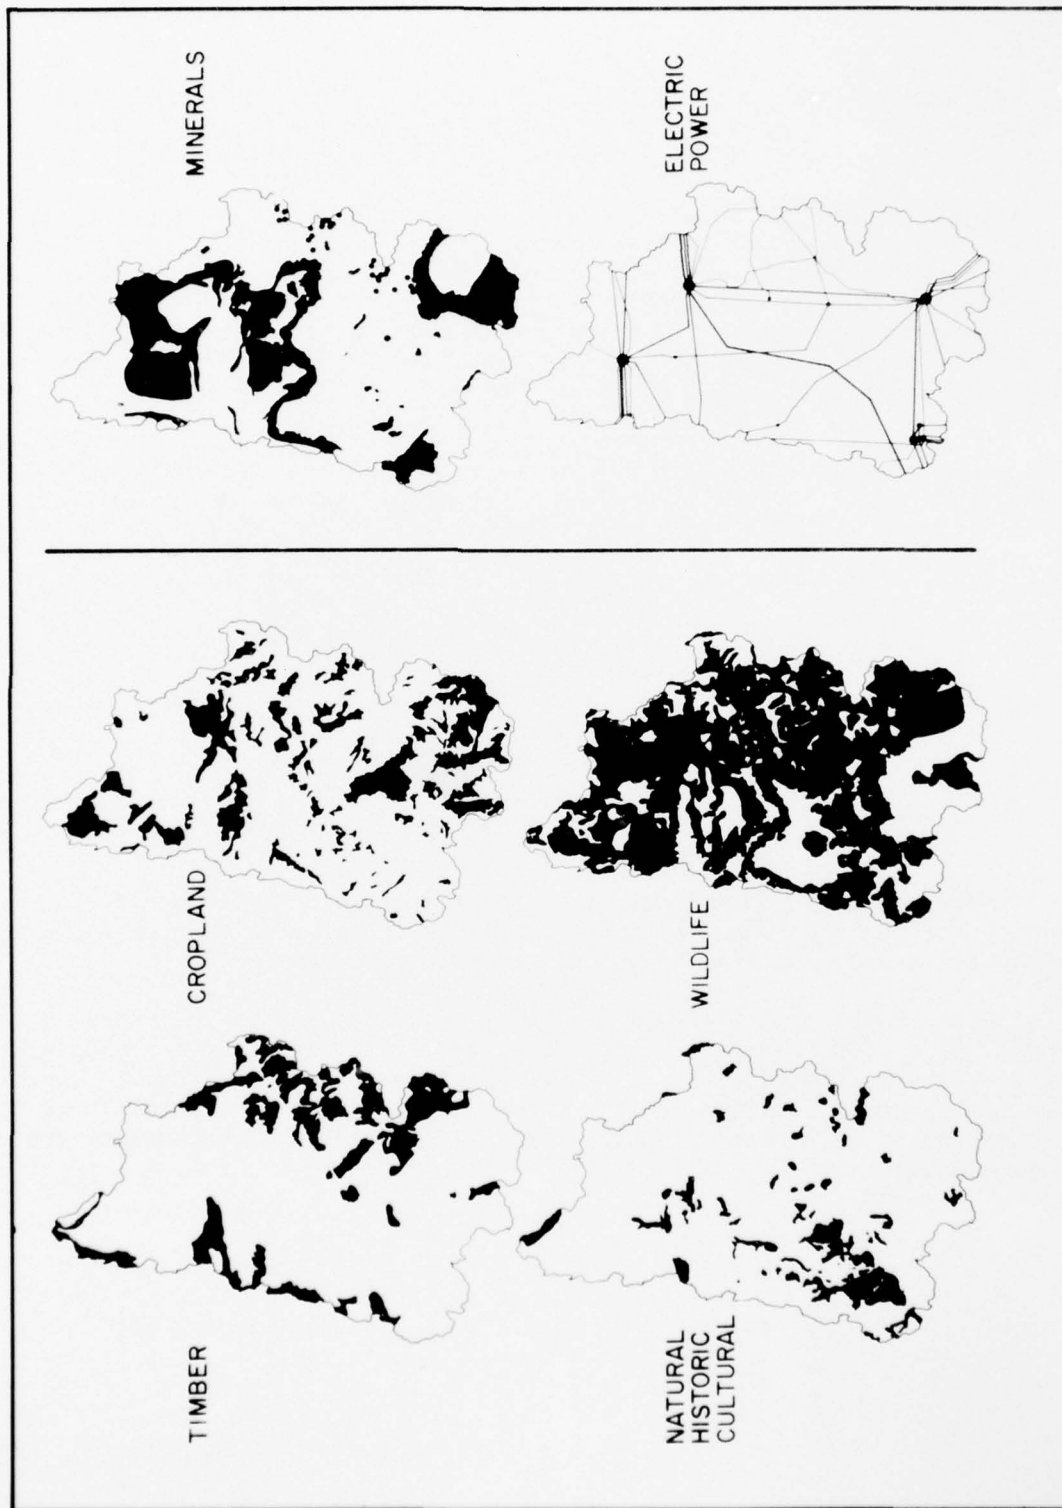 TIMBER
CROPLAND
MINERALS
NATURAL
HISTORIC
CULTURAL
WILDLIFE
ELECTRIC
POWER